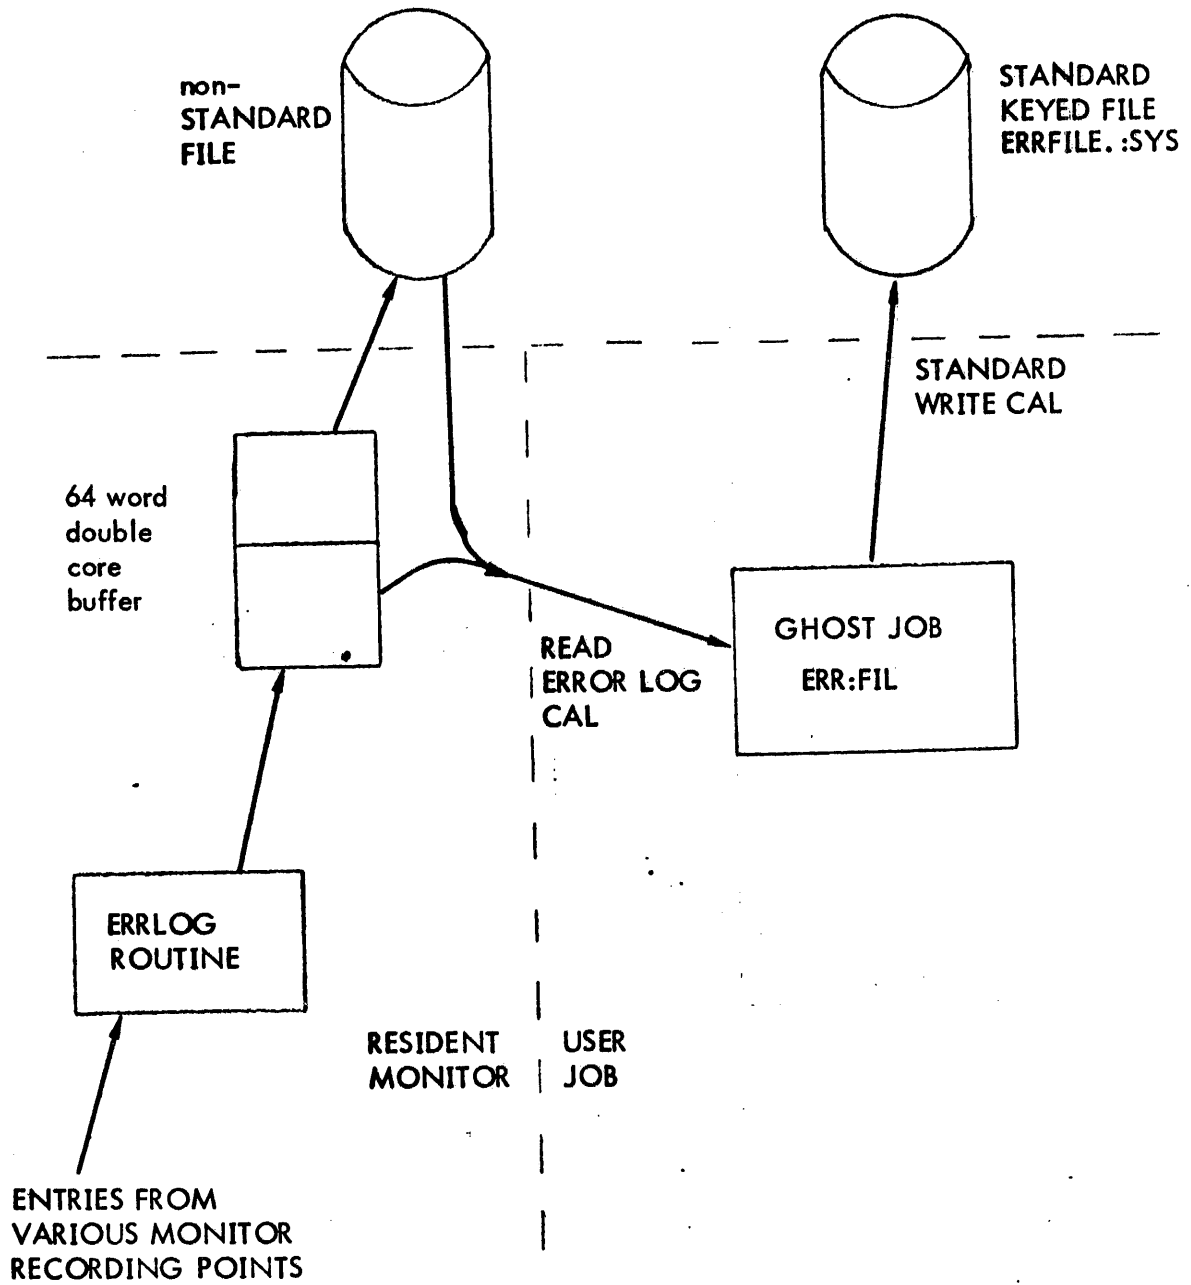 non-
STANDARD
FILE
STANDARD
KEYED FILE
ERRFILE. :SYS
STANDARD
WRITE CAL
64 word
double
core
buffer
GHOST JOB
ERR:FIL
READ
ERROR LOG
CAL
ERRLOG
ROUTINE
RESIDENT
MONITOR
USER
JOB
ENTRIES FROM
VARIOUS MONITOR
RECORDING POINTS